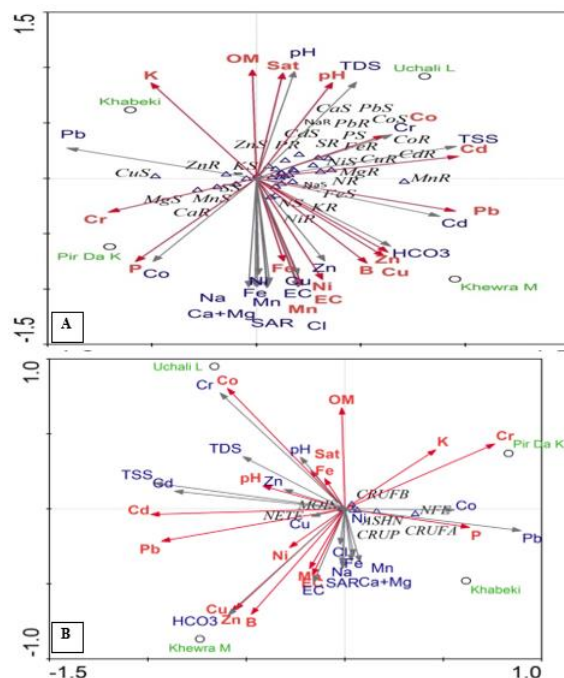 1.5
OM
Sat
pH
pH
TDS
Uchali L
K
Khabeki
CaS PbS
NaR
PbR
CoS
Co
Cr
CdS
PS
CoR
TSS
Pb
ZnS
PR
SR
FeR
CdR
Cd
ZnR
KS
NiS
CuR
MgR
MnR
CuS
NaS
NR
MgS
MnS
SS
NS
KR
FeS
Pb
Cr
CaR
NiR
Cd
Pir Da K
HCO3
P
Co
Fe
Zn
B
Zn
Cu
Ni
Cu
Ni
Khewra M
Na
Fe
Mn
EC
EC
Ca+Mg
Mn
SAR
Cl
A
-1.5
1.0
Uchali L
Cr
Co
OM
Cr
K
Pir Da K
TDS
pH
Sat
Fe
TSS
Cd
pH
Zn
CRUFB
MOIS
NFE
Co
Cd
NETE
Cu
Ni
ASHN
P
Pb
CRUP
CRUFA
Pb
Ni
Cl
Fe
Mn
Na
EC
SAR
Ca+Mg
EC
Khabeki
Cu
Zn
B
HCO3
Khewra M
B
-1.0
-1.5
1.0